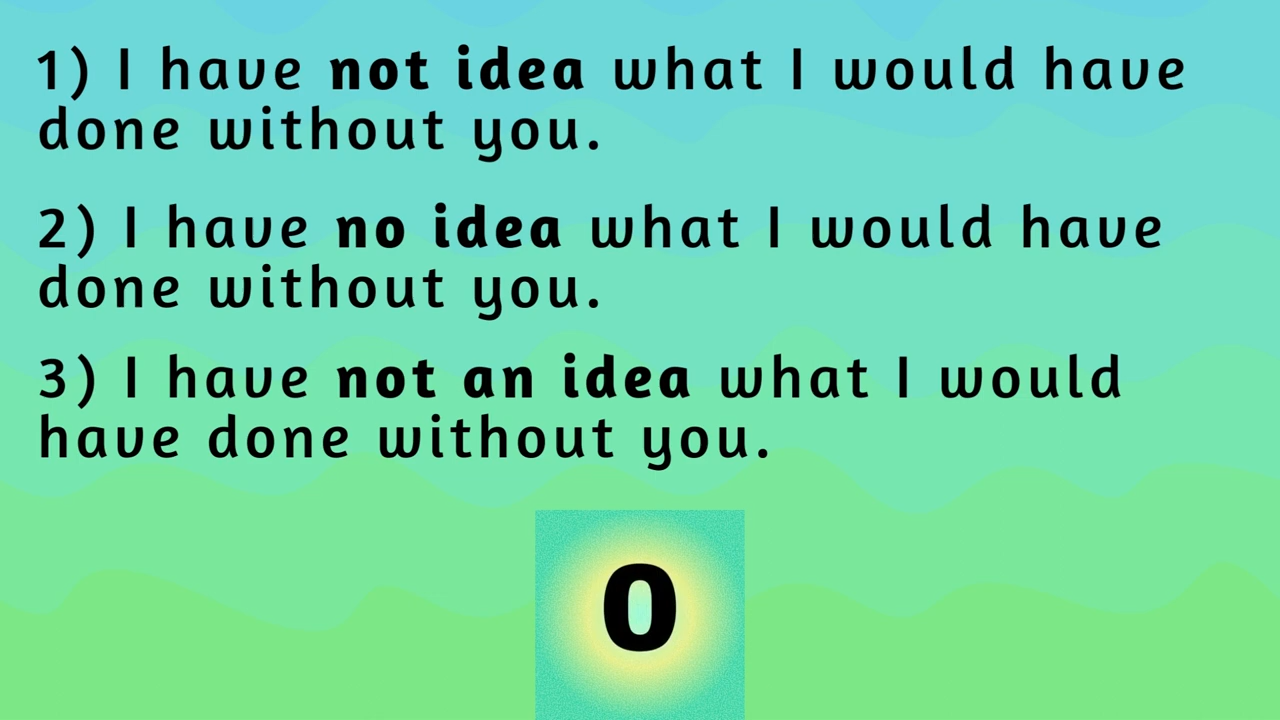 1) I have not idea what I would have
done without you.
2) I have no idea what I would have
done without you.
3) I have not an idea what I would
have done without you.
0